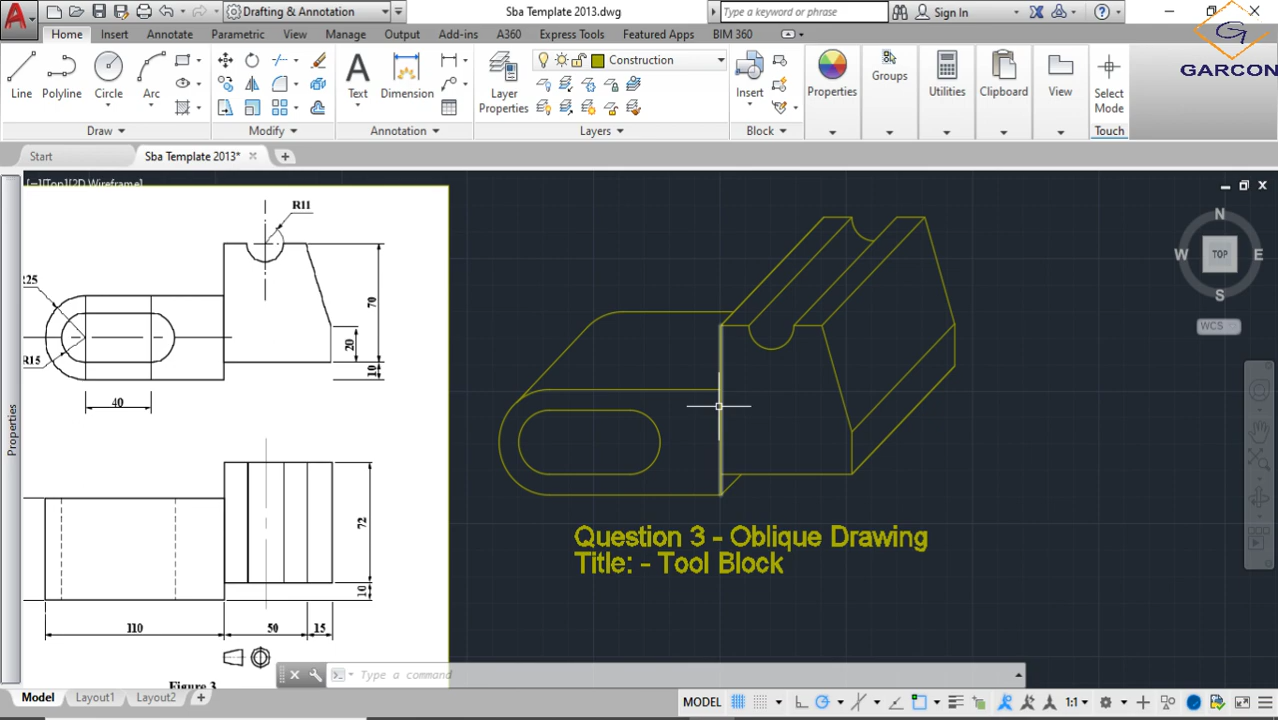 Drafting & Annotation
Sba Template 2013.dwg
Type a keyword or phrase
Sign In
Home
Insert
Annotate
Parametric
View
Manage
Output
Add-ins
A360
Express Tools
Featured Apps
BIM 360
GARCON
Line
Polyline
Circle
Arc
Text
Dimension
Layer
Properties
Construction
Insert
Properties
Groups
Utilities
Clipboard
View
Select
Mode
Draw
Modify
Annotation
Layers
Block
Touch
Start
Sba Template 2013*
[−][Top][2D Wireframe]
N
W
TOP
E
S
WCS
R11
R25
70
20
R15
10
40
72
10
110
50
15
Figure 3
Properties
Question 3 - Oblique Drawing
Title: - Tool Block
Type a command
Model
Layout1
Layout2
MODEL
1:1